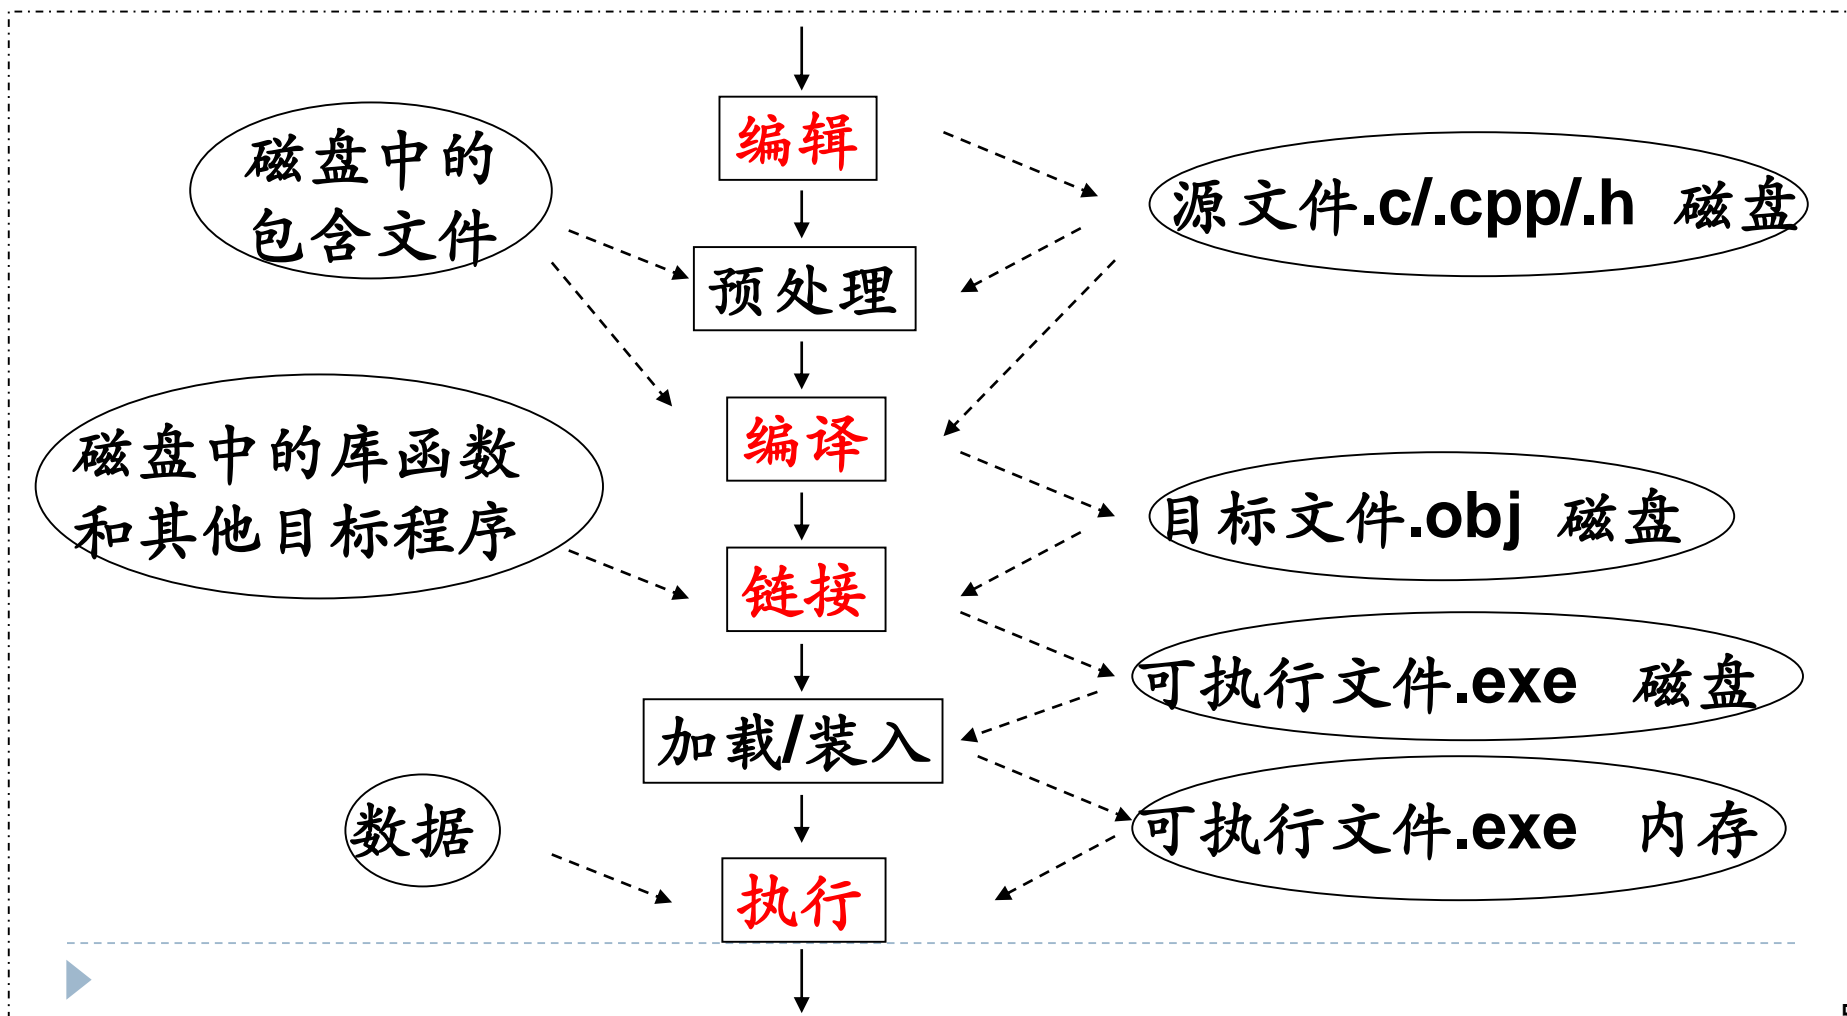 编辑
磁盘中的
包含文件
源文件.c/.cpp/.h 磁盘
预处理
编译
磁盘中的库函数
和其他目标程序
目标文件.obj 磁盘
链接
可执行文件.exe 磁盘
加载/装入
数据
可执行文件.exe 内存
执行